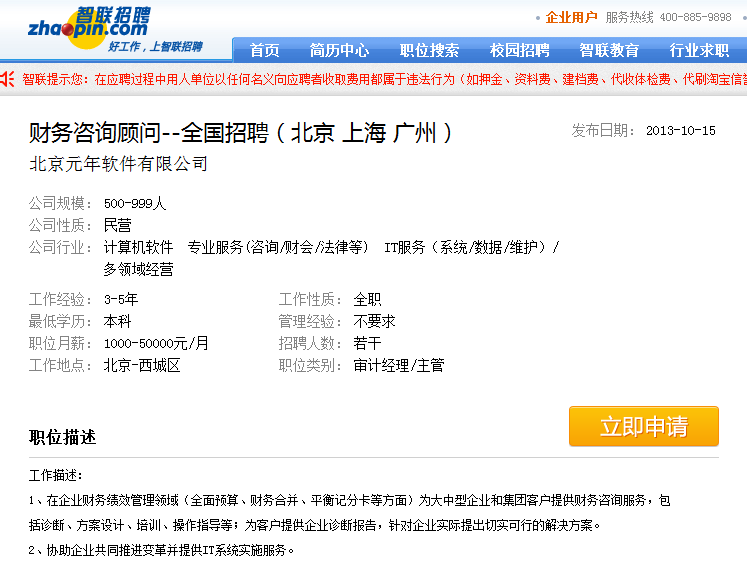 智联招聘
zhaopin.com
好工作，上智联招聘
企业用户 服务热线 400-885-9898
首页 简历中心 职位搜索 校园招聘 智联教育 行业求职
智联提示您：在应聘过程中用人单位以任何名义向应聘者收取费用都属于违法行为（如押金、资料费、建档费、代收体检费、代刷淘宝信誉
财务咨询顾问--全国招聘（北京 上海 广州）
发布日期： 2013-10-15
北京元年软件有限公司
公司规模： 500-999人
公司性质： 民营
公司行业： 计算机软件 专业服务(咨询/财会/法律等) IT服务（系统/数据/维护）/
多领域经营
工作经验： 3-5年 工作性质： 全职
最低学历： 本科 管理经验： 不要求
职位月薪： 1000-50000元/月 招聘人数： 若干
工作地点： 北京-西城区 职位类别： 审计经理/主管
立即申请
职位描述
工作描述：
1、在企业财务绩效管理领域（全面预算、财务合并、平衡记分卡等方面）为大中型企业和集团客户提供财务咨询服务，包
括诊断、方案设计、培训、操作指导等；为客户提供企业诊断报告，针对企业实际提出切实可行的解决方案。
2、协助企业共同推进变革并提供IT系统实施服务。